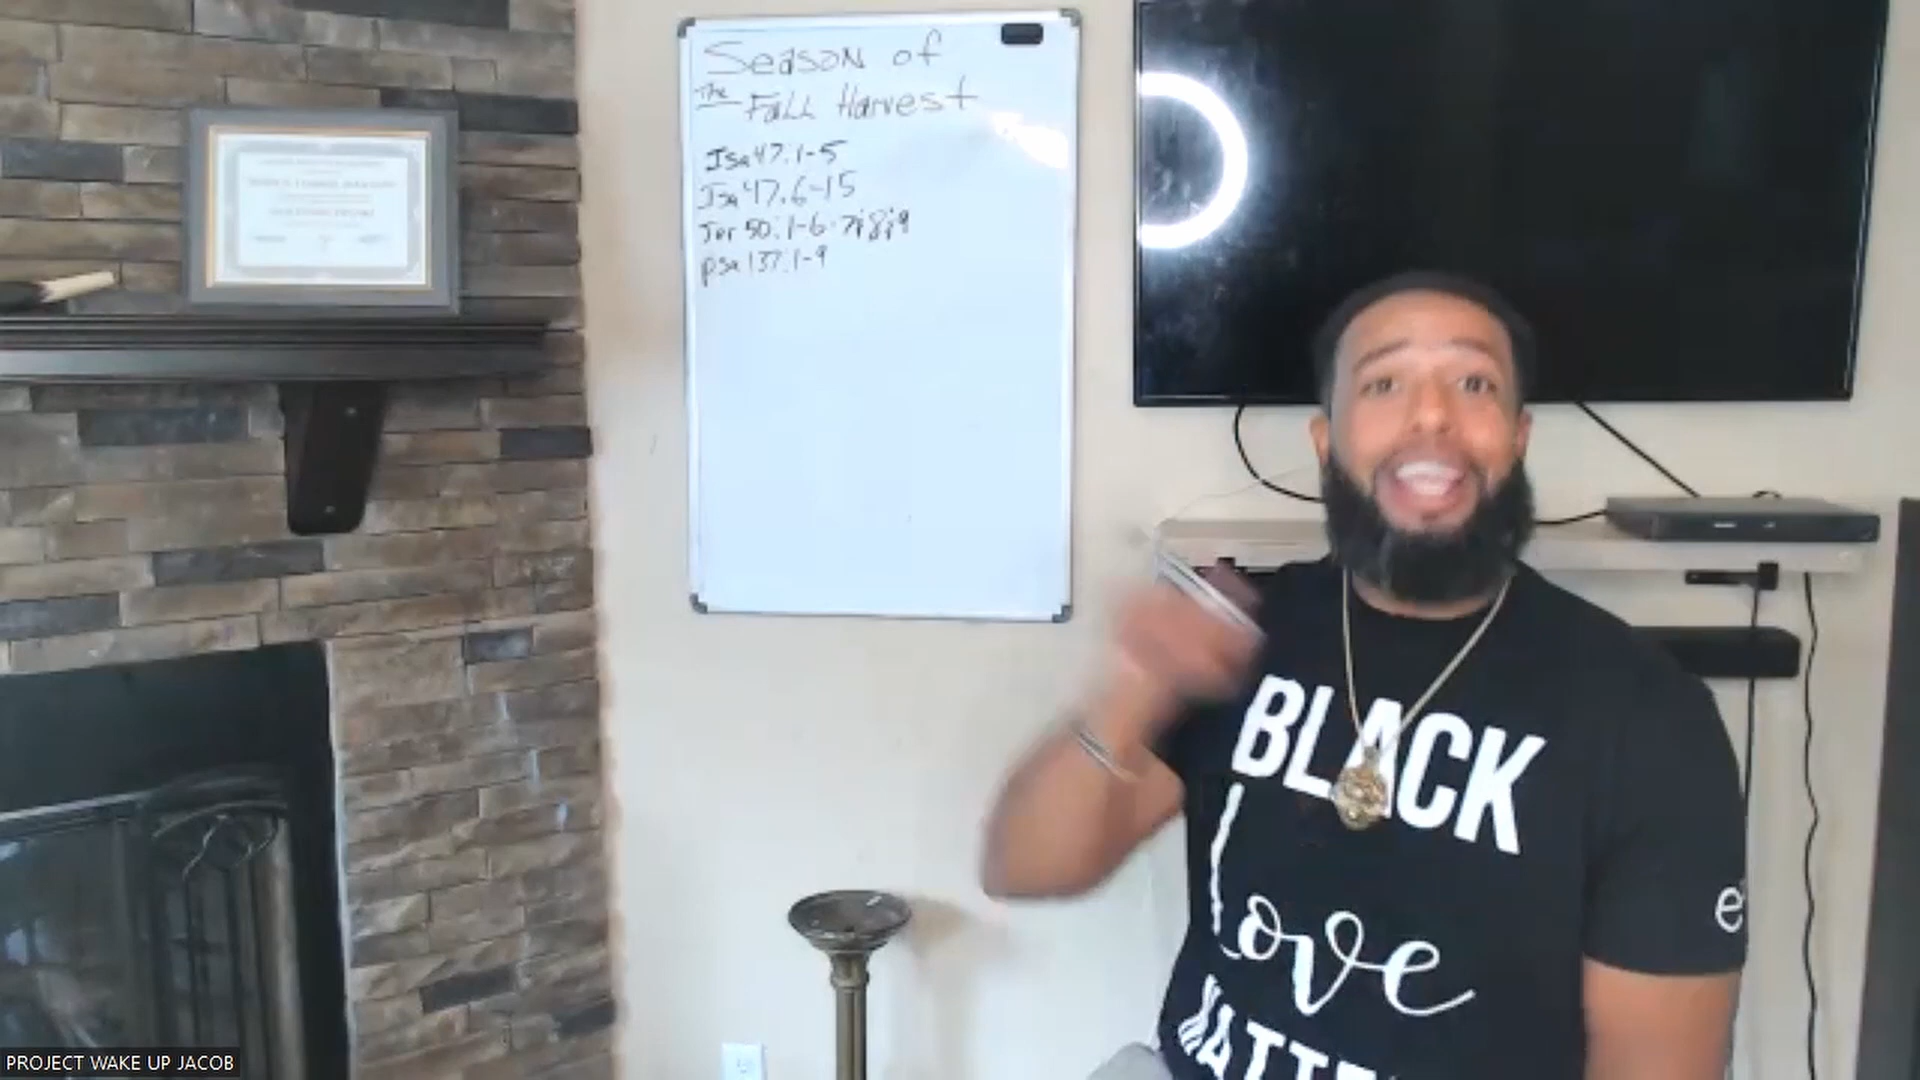 Season of
The Fall Harvest
Isa 47:1-5
Isa 47:6-15
Jer 50:1-6-7;8;9
psa 137:1-9
BLACK
Love
MATTE
e
PROJECT WAKE UP JACOB